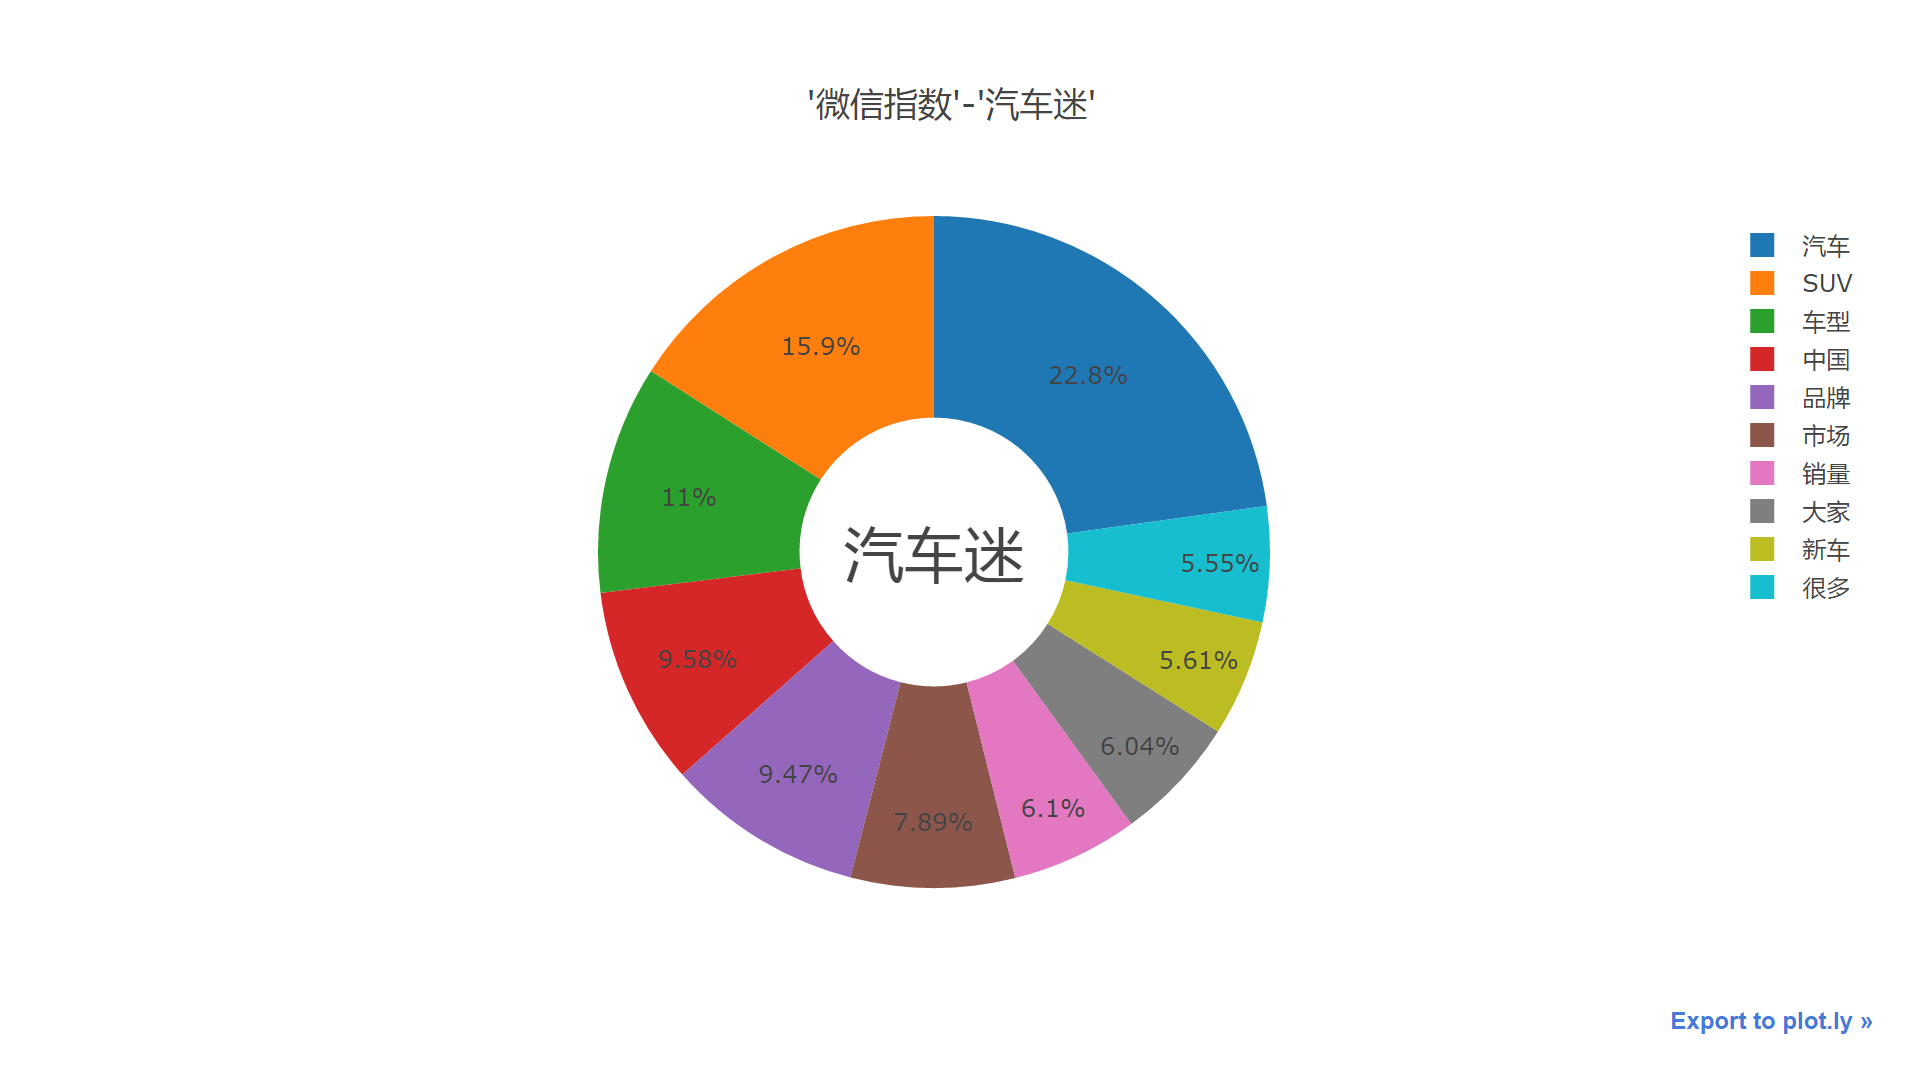 '微信指数'-'汽车迷'
15.9%
22.8%
11%
汽车迷
5.55%
9.58%
5.61%
9.47%
6.04%
7.89%
6.1%
汽车
SUV
车型
中国
品牌
市场
销量
大家
新车
很多
Export to plot.ly »